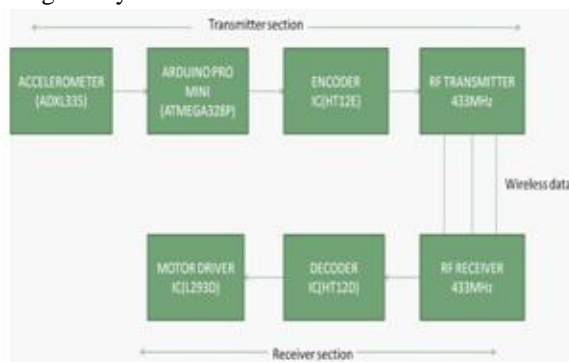 Transmitter section
ACCELEROMETER
(ADXL335)
ARDUINO PRO
MINI
(ATMEGA328P)
ENCODER
IC(HT12E)
RF TRANSMITTER
433MHz
Wireless data
MOTOR DRIVER
IC(L293D)
DECODER
IC(HT12D)
RF RECEIVER
433MHz
Receiver section